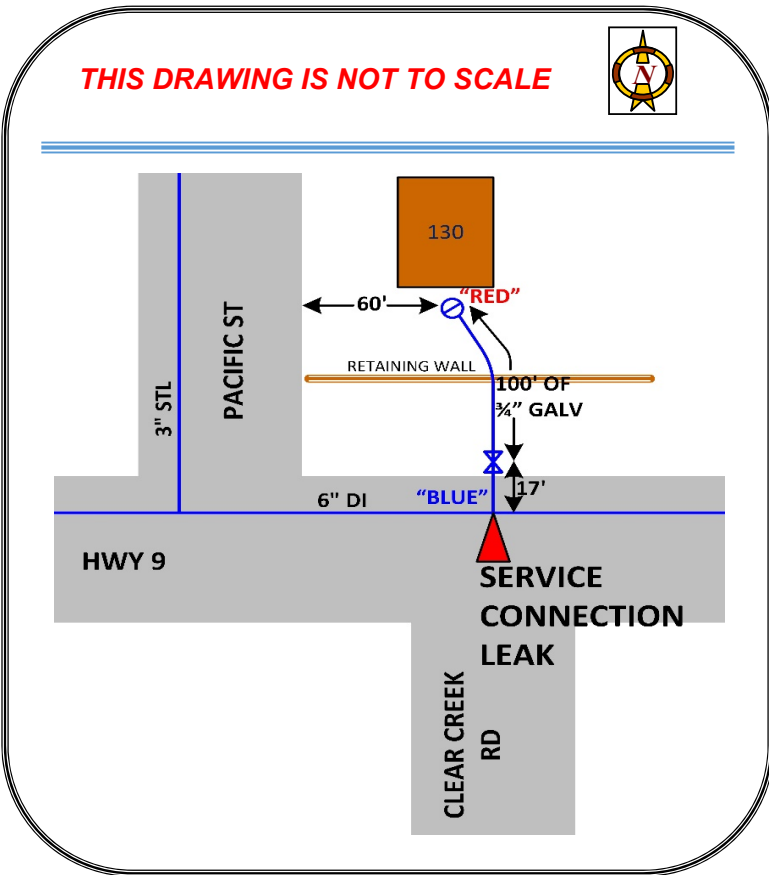 THIS DRAWING IS NOT TO SCALE
N
130
"RED"
60'
RETAINING WALL
100' OF
¾" GALV
PACIFIC ST
3" STL
17'
"BLUE"
6" DI
HWY 9
SERVICE
CONNECTION
LEAK
CLEAR CREEK
RD